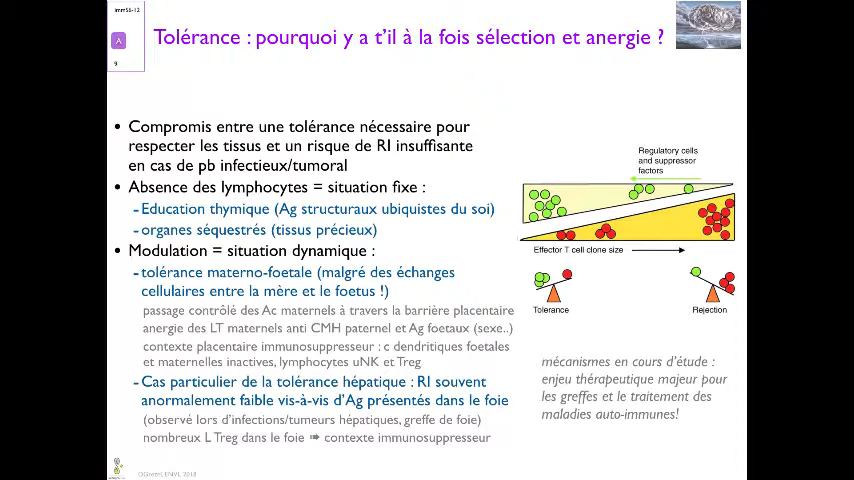 immS6-12
A
9
Tolérance : pourquoi y a t'il à la fois sélection et anergie ?
• Compromis entre une tolérance nécessaire pour
respecter les tissus et un risque de RI insuffisante
en cas de pb infectieux/tumoral
• Absence des lymphocytes = situation fixe :
- Education thymique (Ag structuraux ubiquistes du soi)
- organes séquestrés (tissus précieux)
• Modulation = situation dynamique :
- tolérance materno-foetale (malgré des échanges
cellulaires entre la mère et le foetus !)
passage contrôlé des Ac maternels à travers la barrière placentaire
anergie des LT maternels anti CMH paternel et Ag foetaux (sexe..)
contexte placentaire immunosuppresseur : c dendritiques foetales
et maternelles inactives, lymphocytes uNK et Treg
- Cas particulier de la tolérance hépatique : RI souvent
anormalement faible vis-à-vis d'Ag présentés dans le foie
(observé lors d'infections/tumeurs hépatiques, greffe de foie)
nombreux L Treg dans le foie ➠ contexte immunosuppresseur
Regulatory cells
and suppressor
factors
Effector T cell clone size
Tolerance
Rejection
mécanismes en cours d'étude :
enjeu thérapeutique majeur pour
les greffes et le traitement des
maladies auto-immunes!